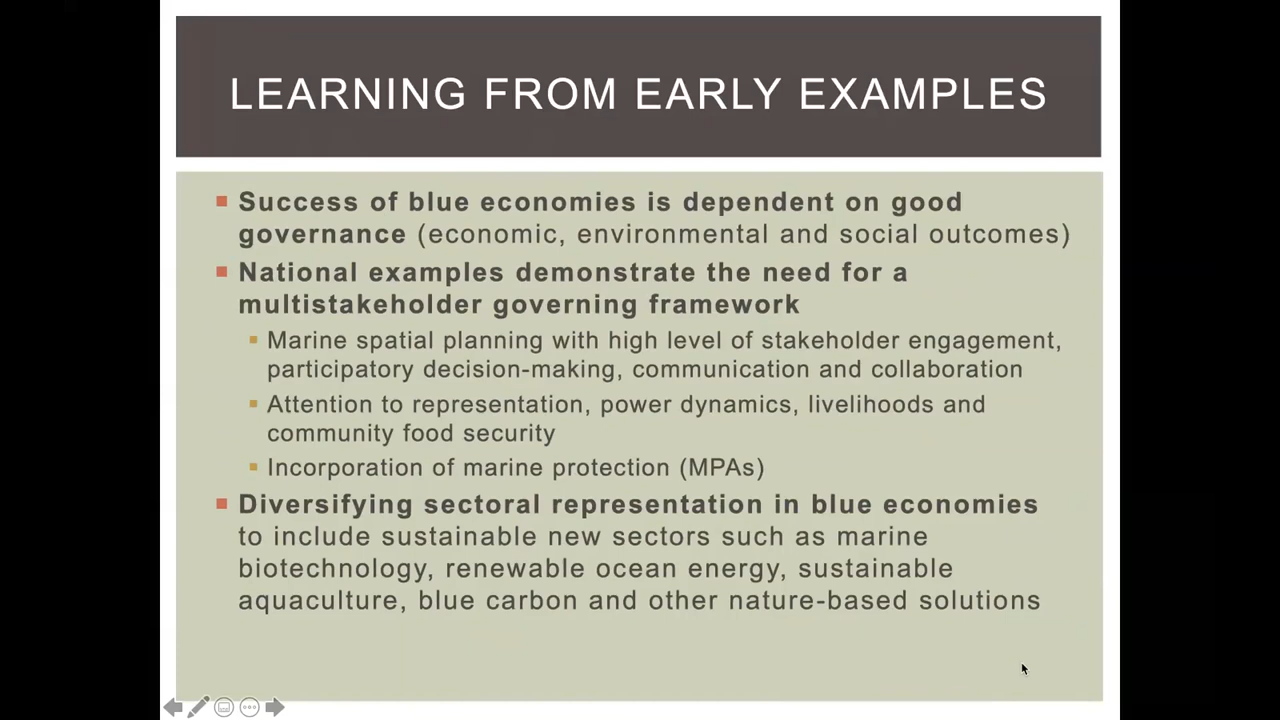 LEARNING FROM EARLY EXAMPLES
Success of blue economies is dependent on good
governance (economic, environmental and social outcomes)
National examples demonstrate the need for a
multistakeholder governing framework
Marine spatial planning with high level of stakeholder engagement,
participatory decision-making, communication and collaboration
Attention to representation, power dynamics, livelihoods and
community food security
Incorporation of marine protection (MPAs)
Diversifying sectoral representation in blue economies
to include sustainable new sectors such as marine
biotechnology, renewable ocean energy, sustainable
aquaculture, blue carbon and other nature-based solutions